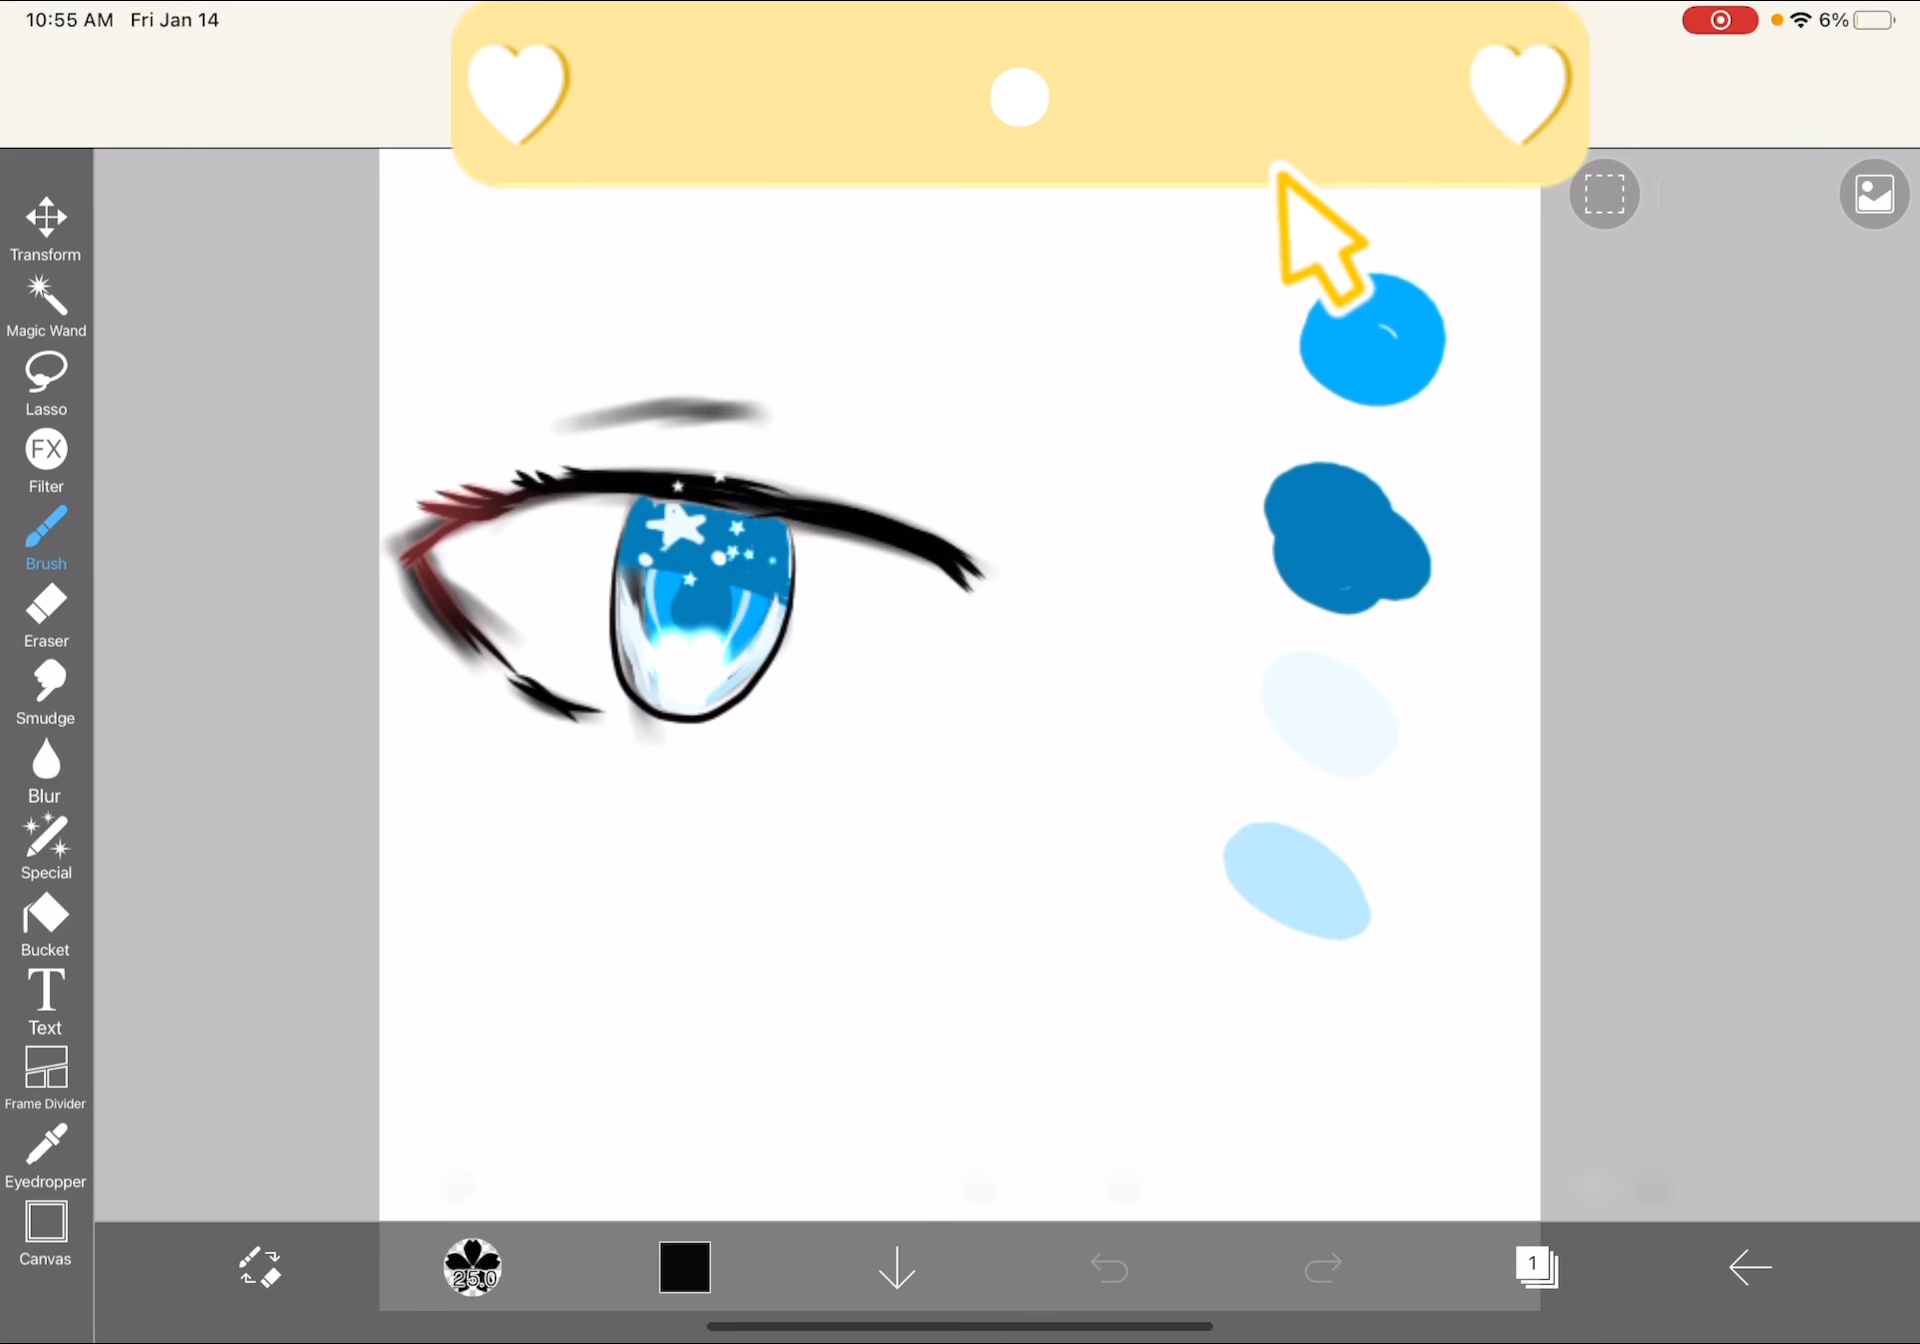 10:55 AM Fri Jan 14
6%
Transform
Magic Wand
Lasso
FX
Filter
Brush
Eraser
Smudge
Blur
Special
Bucket
T
Text
Frame Divider
Eyedropper
Canvas
25.0
1